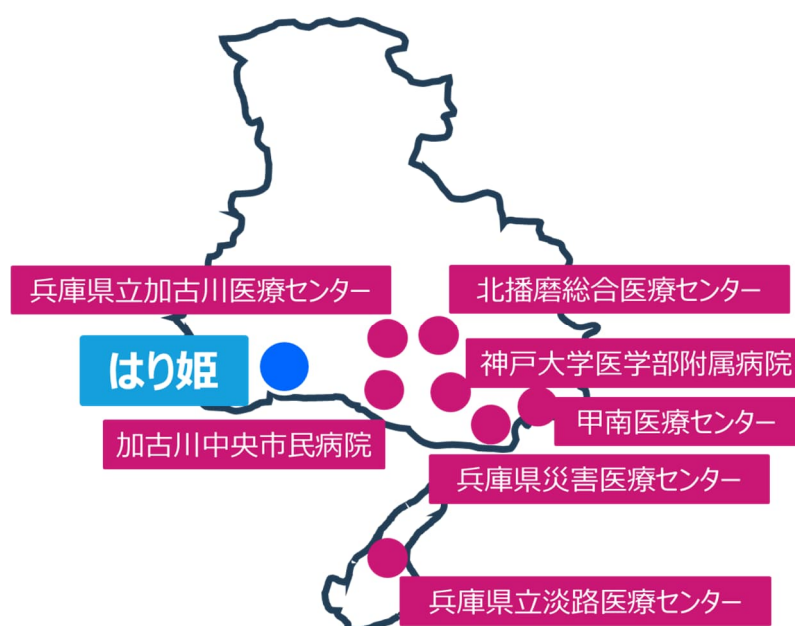 兵庫県立加古川医療センター
北播磨総合医療センター
はり姫
神戸大学医学部附属病院
甲南医療センター
加古川中央市民病院
兵庫県災害医療センター
兵庫県立淡路医療センター